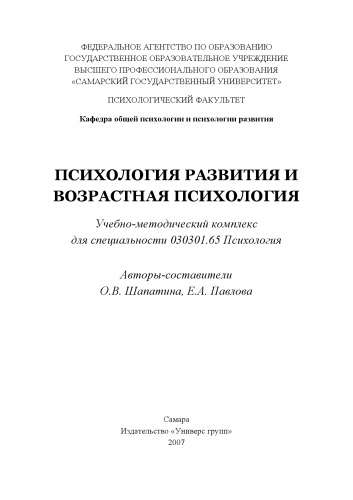 ФЕДЕРАЛЬНОЕ АГЕНТСТВО ПО ОБРАЗОВАНИЮ
ГОСУДАРСТВЕННОЕ ОБРАЗОВАТЕЛЬНОЕ УЧРЕЖДЕНИЕ
ВЫСШЕГО ПРОФЕССИОНАЛЬНОГО ОБРАЗОВАНИЯ
«САМАРСКИЙ ГОСУДАРСТВЕННЫЙ УНИВЕРСИТЕТ»
ПСИХОЛОГИЧЕСКИЙ ФАКУЛЬТЕТ
Кафедра общей психологии и психологии развития
ПСИХОЛОГИЯ РАЗВИТИЯ И
ВОЗРАСТНАЯ ПСИХОЛОГИЯ
Учебно-методический комплекс
для специальности 030301.65 Психология
Авторы-составители
О.В. Шапатина, Е.А. Павлова
Самара
Издательство «Универс групп»
2007